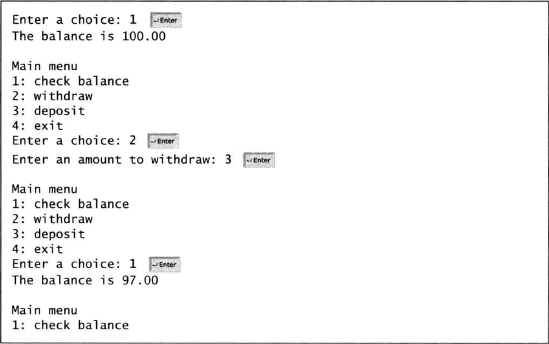 Enter a choice: 1 ↵Enter
The balance is 100.00
Main menu
1: check balance
2: withdraw
3: deposit
4: exit
Enter a choice: 2 ↵Enter
Enter an amount to withdraw: 3 ↵Enter
Main menu
1: check balance
2: withdraw
3: deposit
4: exit
Enter a choice: 1 ↵Enter
The balance is 97.00
Main menu
1: check balance